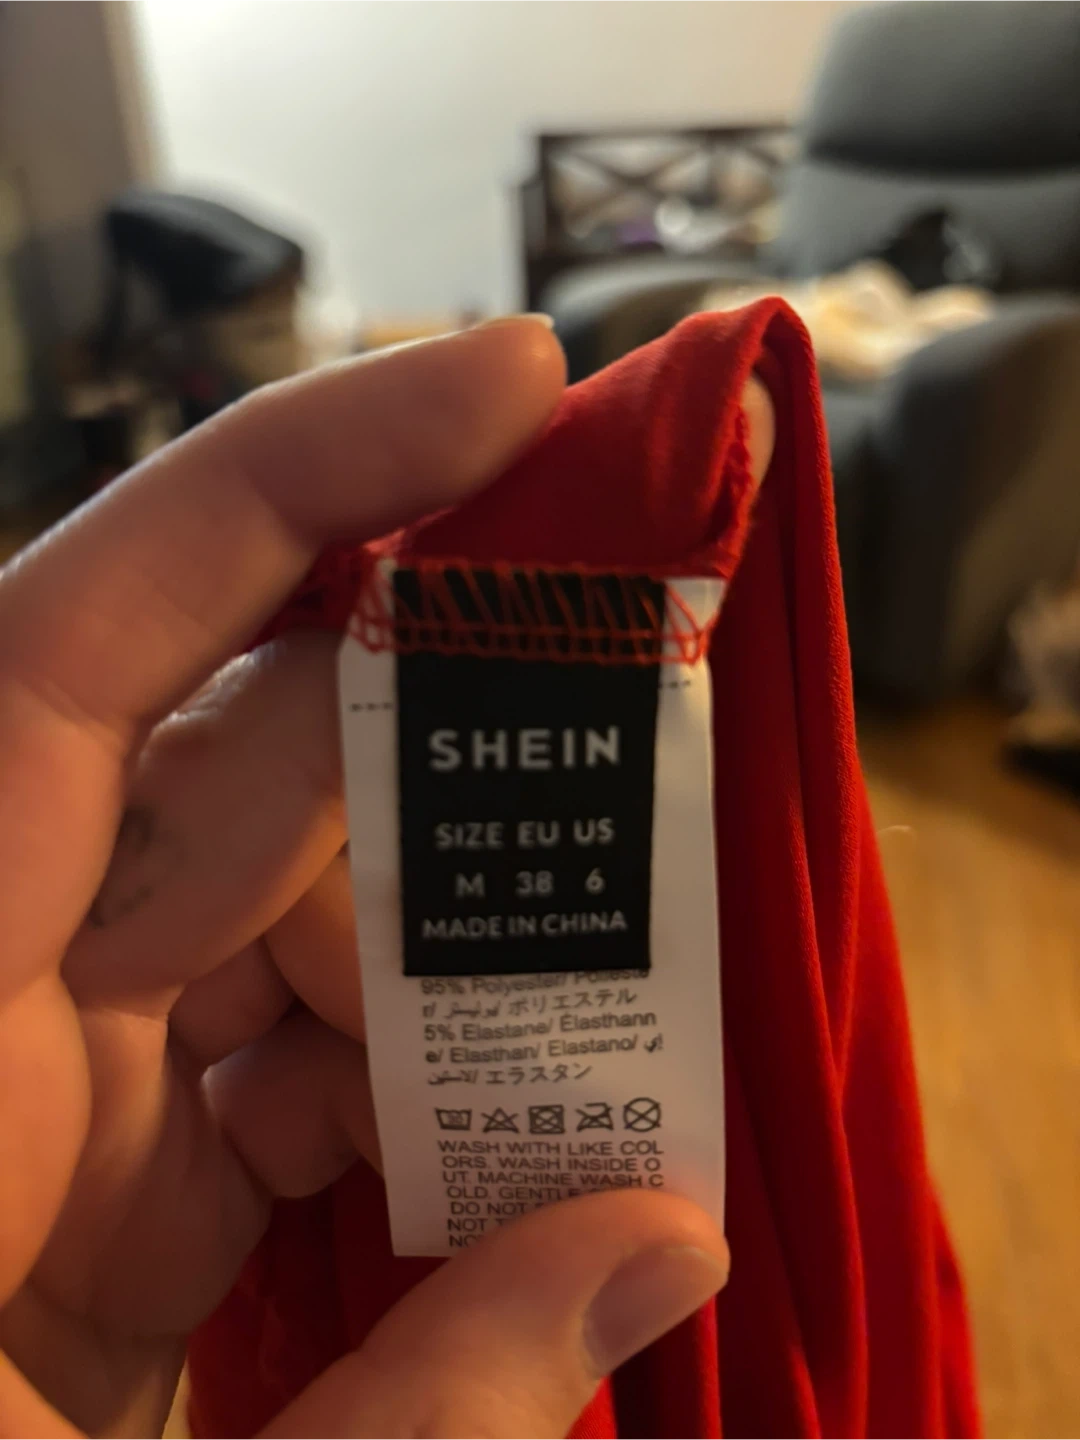 SHEIN
SIZE EU US
M 38 6
MADE IN CHINA
95% Polyester/ Polieste
r/ بوليستر/ ポリエステル
5% Elastane/ Élasthann
e/ Elasthan/ Elastano/ إي
لاستين/ エラスタン
WASH WITH LIKE COL
ORS. WASH INSIDE O
UT. MACHINE WASH C
OLD. GENTLE
DO NOT
NOT